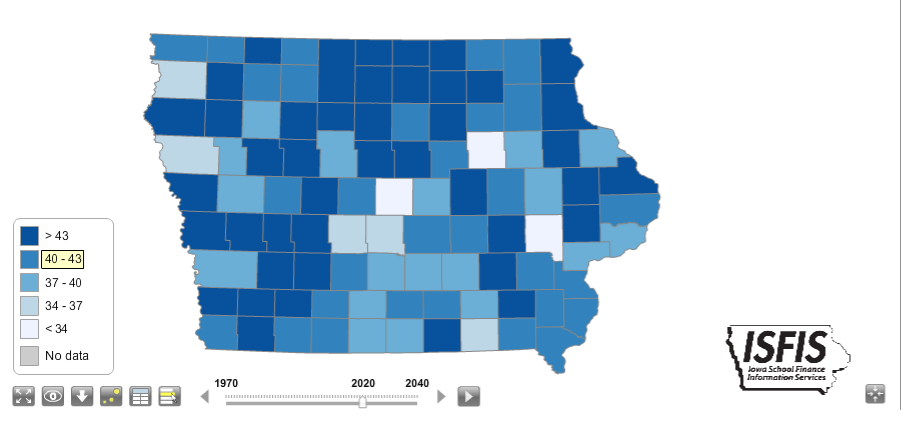 > 43
40 - 43
37 - 40
34 - 37
< 34
No data
1970 2020 2040
ISFIS
Iowa School Finance
Information Services